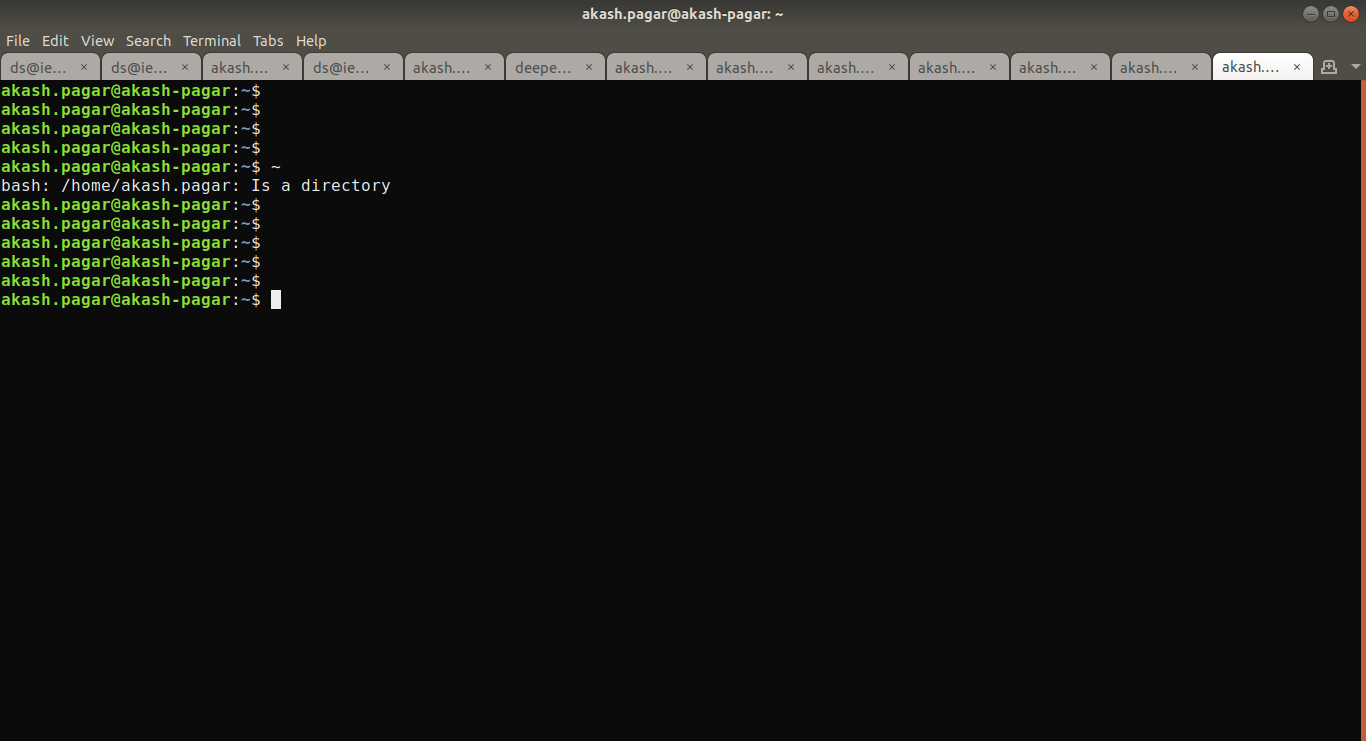 akash.pagar@akash-pagar: ~
File Edit View Search Terminal Tabs Help
ds@ie... × ds@ie... × akash.... × ds@ie... × akash.... × deepe... × akash.... × akash.... × akash.... × akash.... × akash.... × akash.... × akash.... ×
akash.pagar@akash-pagar:~$
akash.pagar@akash-pagar:~$
akash.pagar@akash-pagar:~$
akash.pagar@akash-pagar:~$
akash.pagar@akash-pagar:~$ ~
bash: /home/akash.pagar: Is a directory
akash.pagar@akash-pagar:~$
akash.pagar@akash-pagar:~$
akash.pagar@akash-pagar:~$
akash.pagar@akash-pagar:~$
akash.pagar@akash-pagar:~$
akash.pagar@akash-pagar:~$